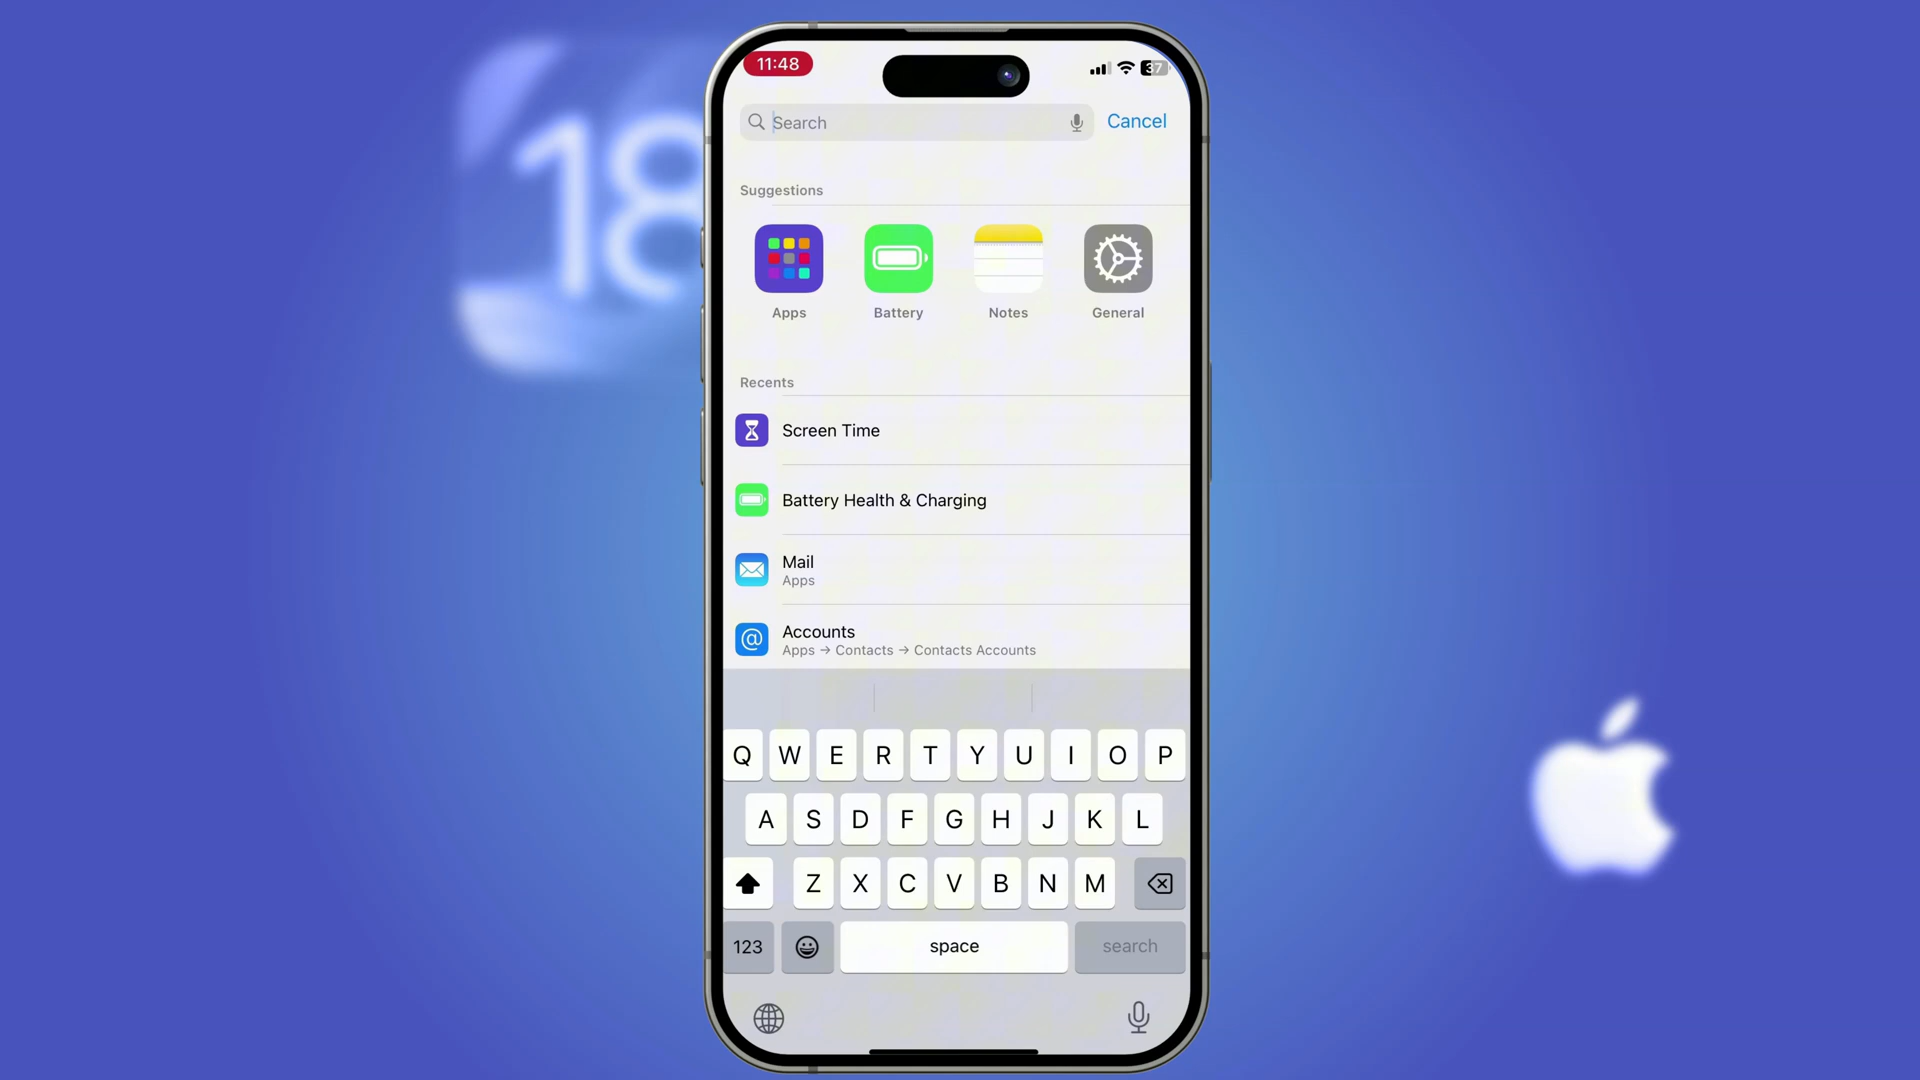 18
11:48
37
Search
Cancel
Suggestions
Apps
Battery
Notes
General
Recents
Screen Time
Battery Health & Charging
Mail
Apps
Accounts
Apps → Contacts → Contacts Accounts
Q W E R T Y U I O P
A S D F G H J K L
Z X C V B N M
123
space
search